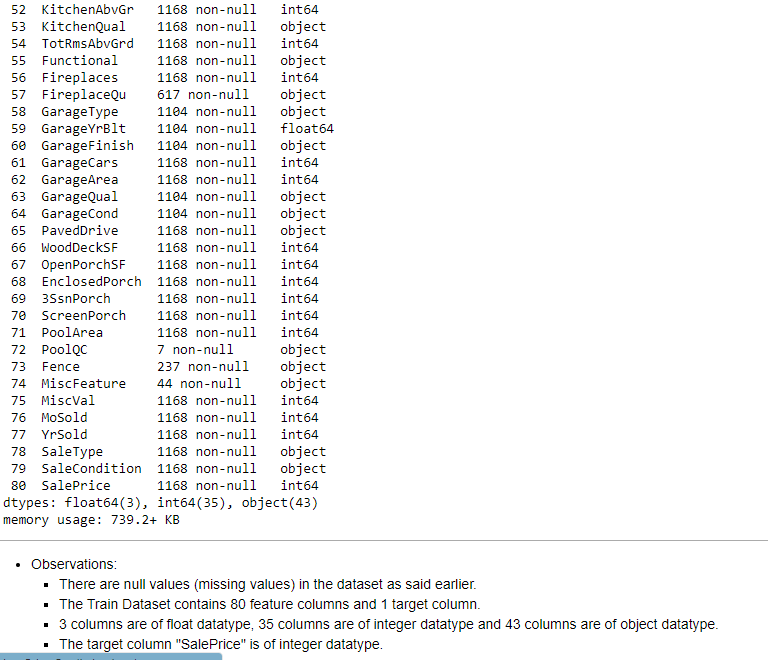 52 KitchenAbvGr 1168 non-null int64
53 KitchenQual 1168 non-null object
54 TotRmsAbvGrd 1168 non-null int64
55 Functional 1168 non-null object
56 Fireplaces 1168 non-null int64
57 FireplaceQu 617 non-null object
58 GarageType 1104 non-null object
59 GarageYrBlt 1104 non-null float64
60 GarageFinish 1104 non-null object
61 GarageCars 1168 non-null int64
62 GarageArea 1168 non-null int64
63 GarageQual 1104 non-null object
64 GarageCond 1104 non-null object
65 PavedDrive 1168 non-null object
66 WoodDeckSF 1168 non-null int64
67 OpenPorchSF 1168 non-null int64
68 EnclosedPorch 1168 non-null int64
69 3SsnPorch 1168 non-null int64
70 ScreenPorch 1168 non-null int64
71 PoolArea 1168 non-null int64
72 PoolQC 7 non-null object
73 Fence 237 non-null object
74 MiscFeature 44 non-null object
75 MiscVal 1168 non-null int64
76 MoSold 1168 non-null int64
77 YrSold 1168 non-null int64
78 SaleType 1168 non-null object
79 SaleCondition 1168 non-null object
80 SalePrice 1168 non-null int64
dtypes: float64(3), int64(35), object(43)
memory usage: 739.2+ KB
• Observations:
▪ There are null values (missing values) in the dataset as said earlier.
▪ The Train Dataset contains 80 feature columns and 1 target column.
▪ 3 columns are of float datatype, 35 columns are of integer datatype and 43 columns are of object datatype.
▪ The target column "SalePrice" is of integer datatype.